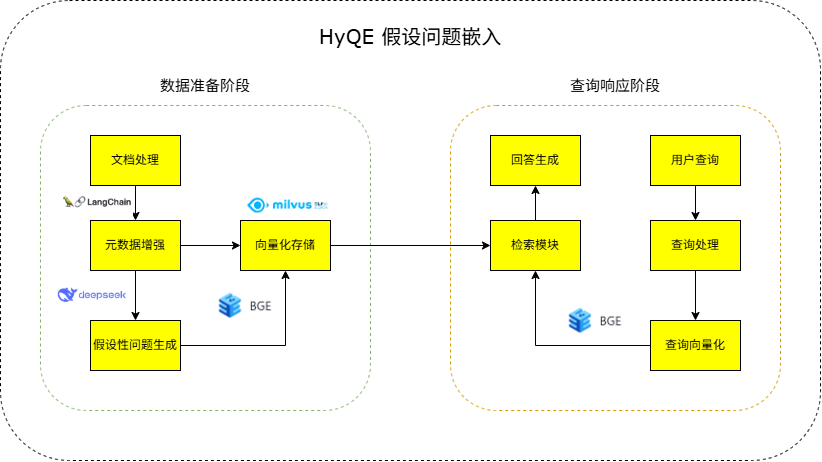 HyQE 假设问题嵌入
数据准备阶段
文档处理
LangChain
元数据增强
deepseek
假设性问题生成
milvus
向量化存储
BGE
查询响应阶段
回答生成
用户查询
检索模块
查询处理
BGE
查询向量化